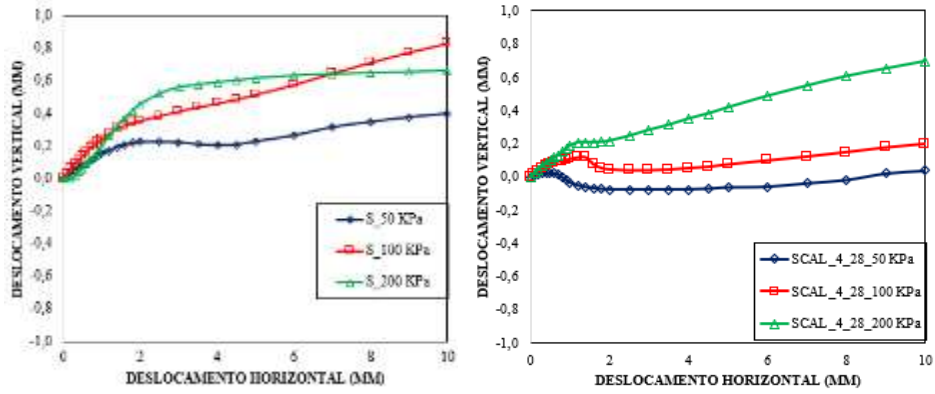 DESLOCAMENTO VERTICAL (MM)
1,0
0,8
0,6
0,4
0,2
0,0
0,2
0,4
0,6
0,8
-1,0
S_50 KPa
S_100 KPa
S_200 KPa
0 2 4 6 8 10
DESLOCAMENTO HORIZONTAL (MM)
DESLOCAMENTO VERTICAL (MM)
1,0
0,8
0,6
0,4
0,2
0,0
-0,2
-0,4
-0,6
-0,8
-1,0
SCAL_4_28_50 KPa
SCAL_4_28_100 KPa
SCAL_4_28_200 KPa
0 2 4 6 8 10
DESLOCAMENTO HORIZONTAL (MM)